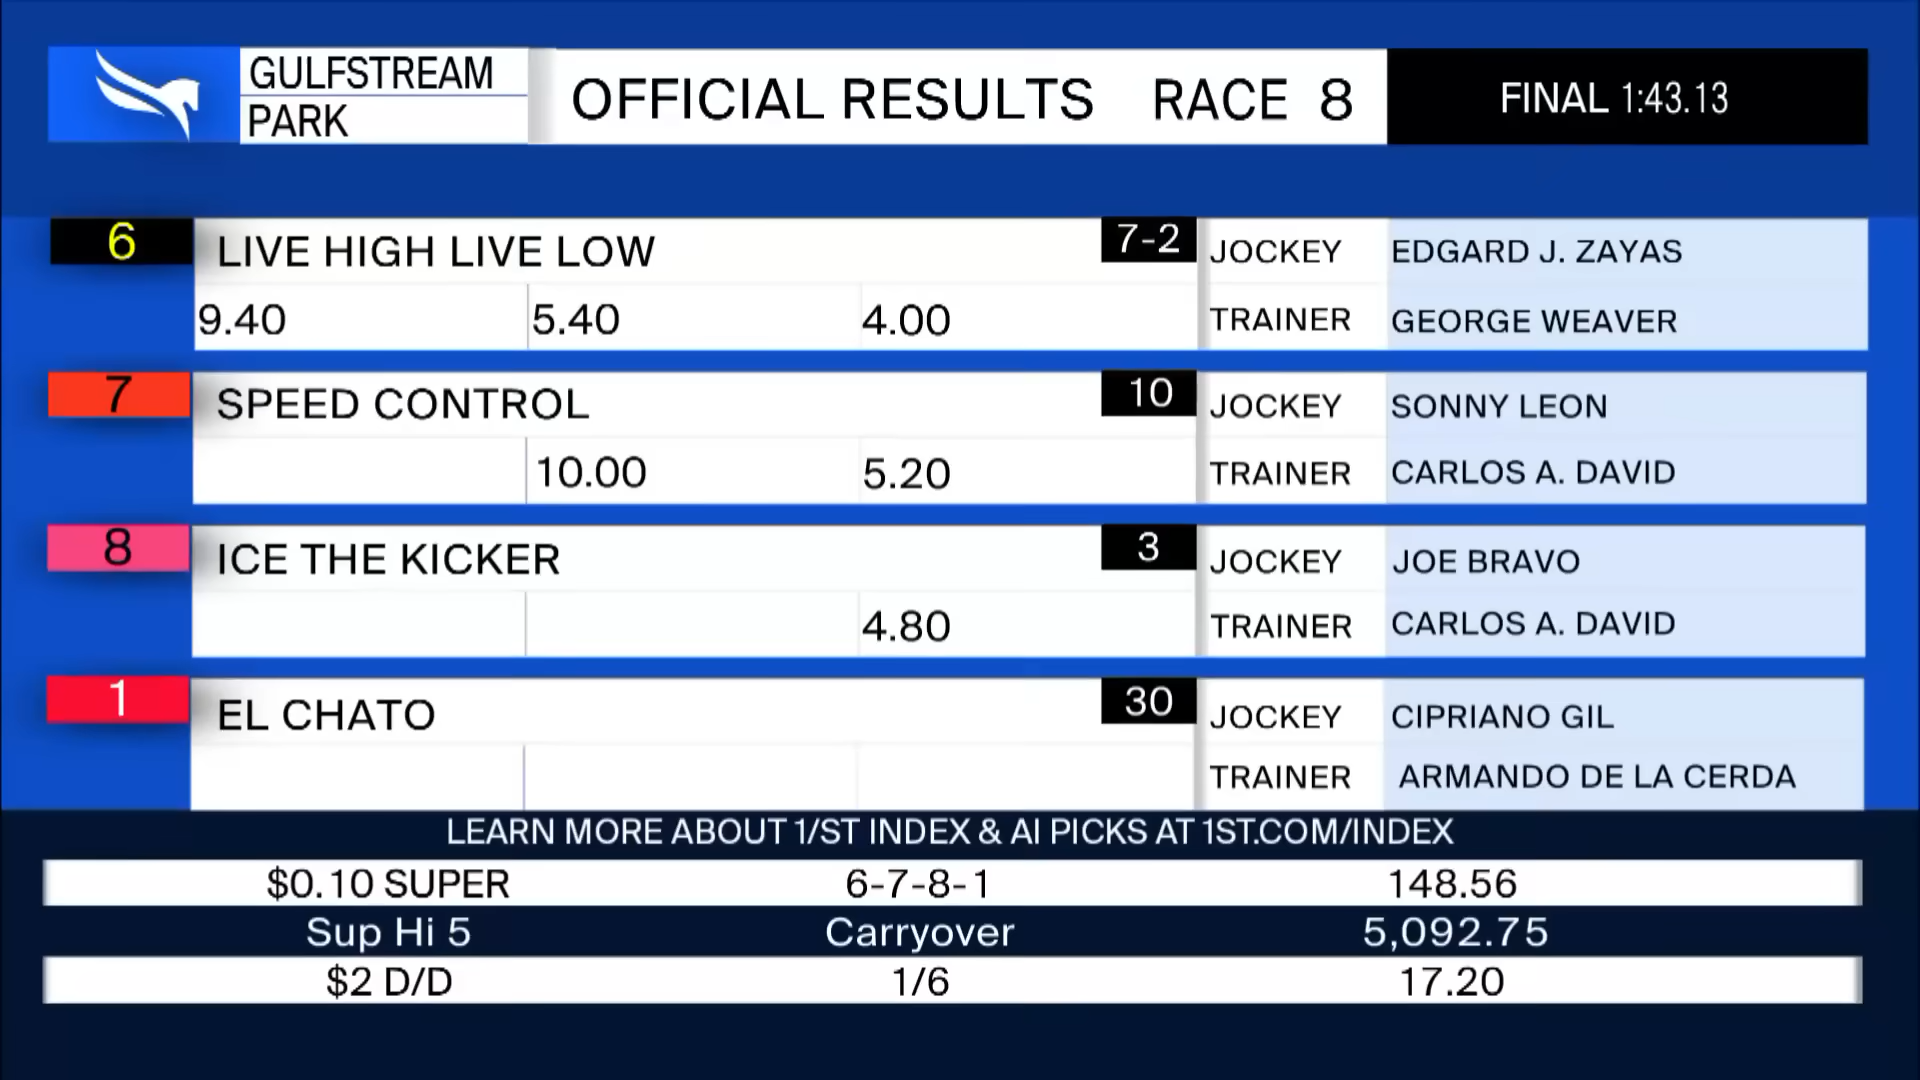 GULFSTREAM
PARK
OFFICIAL RESULTS RACE 8
FINAL 1:43.13
6 LIVE HIGH LIVE LOW 7-2 JOCKEY EDGARD J. ZAYAS
9.40 5.40 4.00 TRAINER GEORGE WEAVER
7 SPEED CONTROL 10 JOCKEY SONNY LEON
10.00 5.20 TRAINER CARLOS A. DAVID
8 ICE THE KICKER 3 JOCKEY JOE BRAVO
4.80 TRAINER CARLOS A. DAVID
1 EL CHATO 30 JOCKEY CIPRIANO GIL
TRAINER ARMANDO DE LA CERDA
LEARN MORE ABOUT 1/ST INDEX & AI PICKS AT 1ST.COM/INDEX
$0.10 SUPER 6-7-8-1 148.56
Sup Hi 5 Carryover 5,092.75
$2 D/D 1/6 17.20